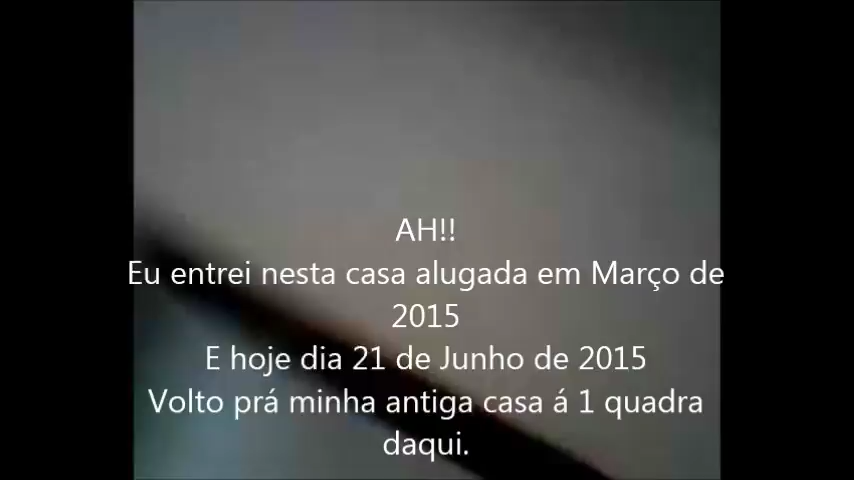 AH!!
Eu entrei nesta casa alugada em Março de
2015
E hoje dia 21 de Junho de 2015
Volto prá minha antiga casa á 1 quadra
daqui.